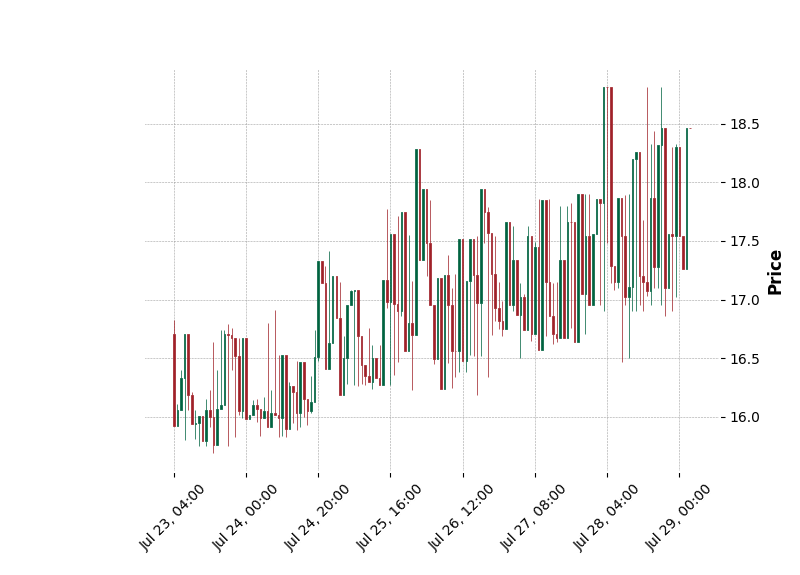 18.5
18.0
17.5
17.0
16.5
16.0
Price
Jul 23, 04:00
Jul 24, 00:00
Jul 24, 20:00
Jul 25, 16:00
Jul 26, 12:00
Jul 27, 08:00
Jul 28, 04:00
Jul 29, 00:00